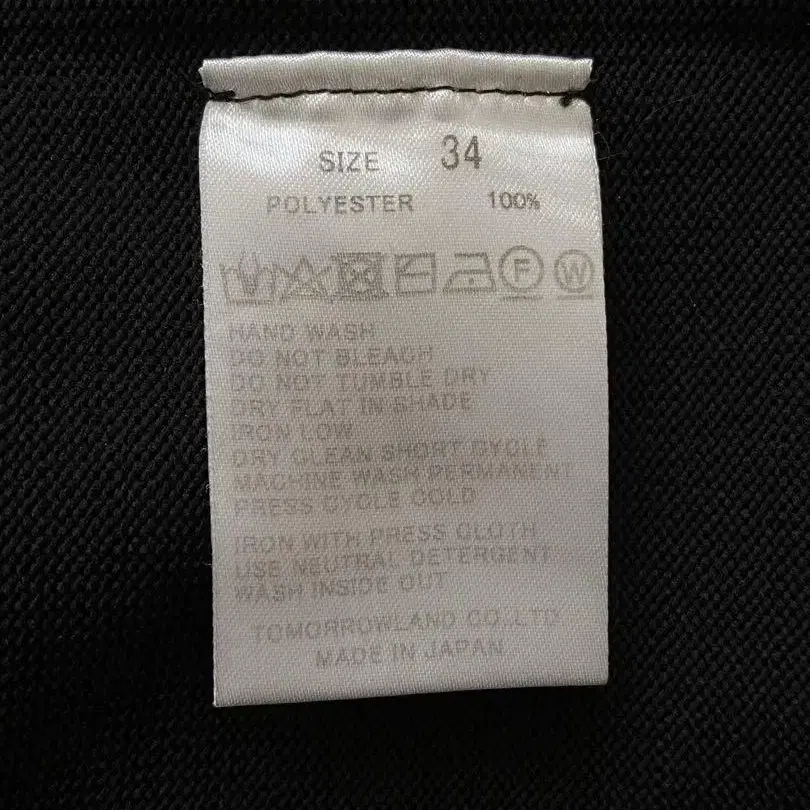 SIZE 34
POLYESTER 100%
F W
HAND WASH
DO NOT BLEACH
DO NOT TUMBLE DRY
DRY FLAT IN SHADE
IRON LOW
DRY CLEAN SHORT CYCLE
MACHINE WASH PERMANENT
PRESS CYCLE COLD
IRON WITH PRESS CLOTH
USE NEUTRAL DETERGENT
WASH INSIDE OUT
TOMORROWLAND CO.,LTD
MADE IN JAPAN